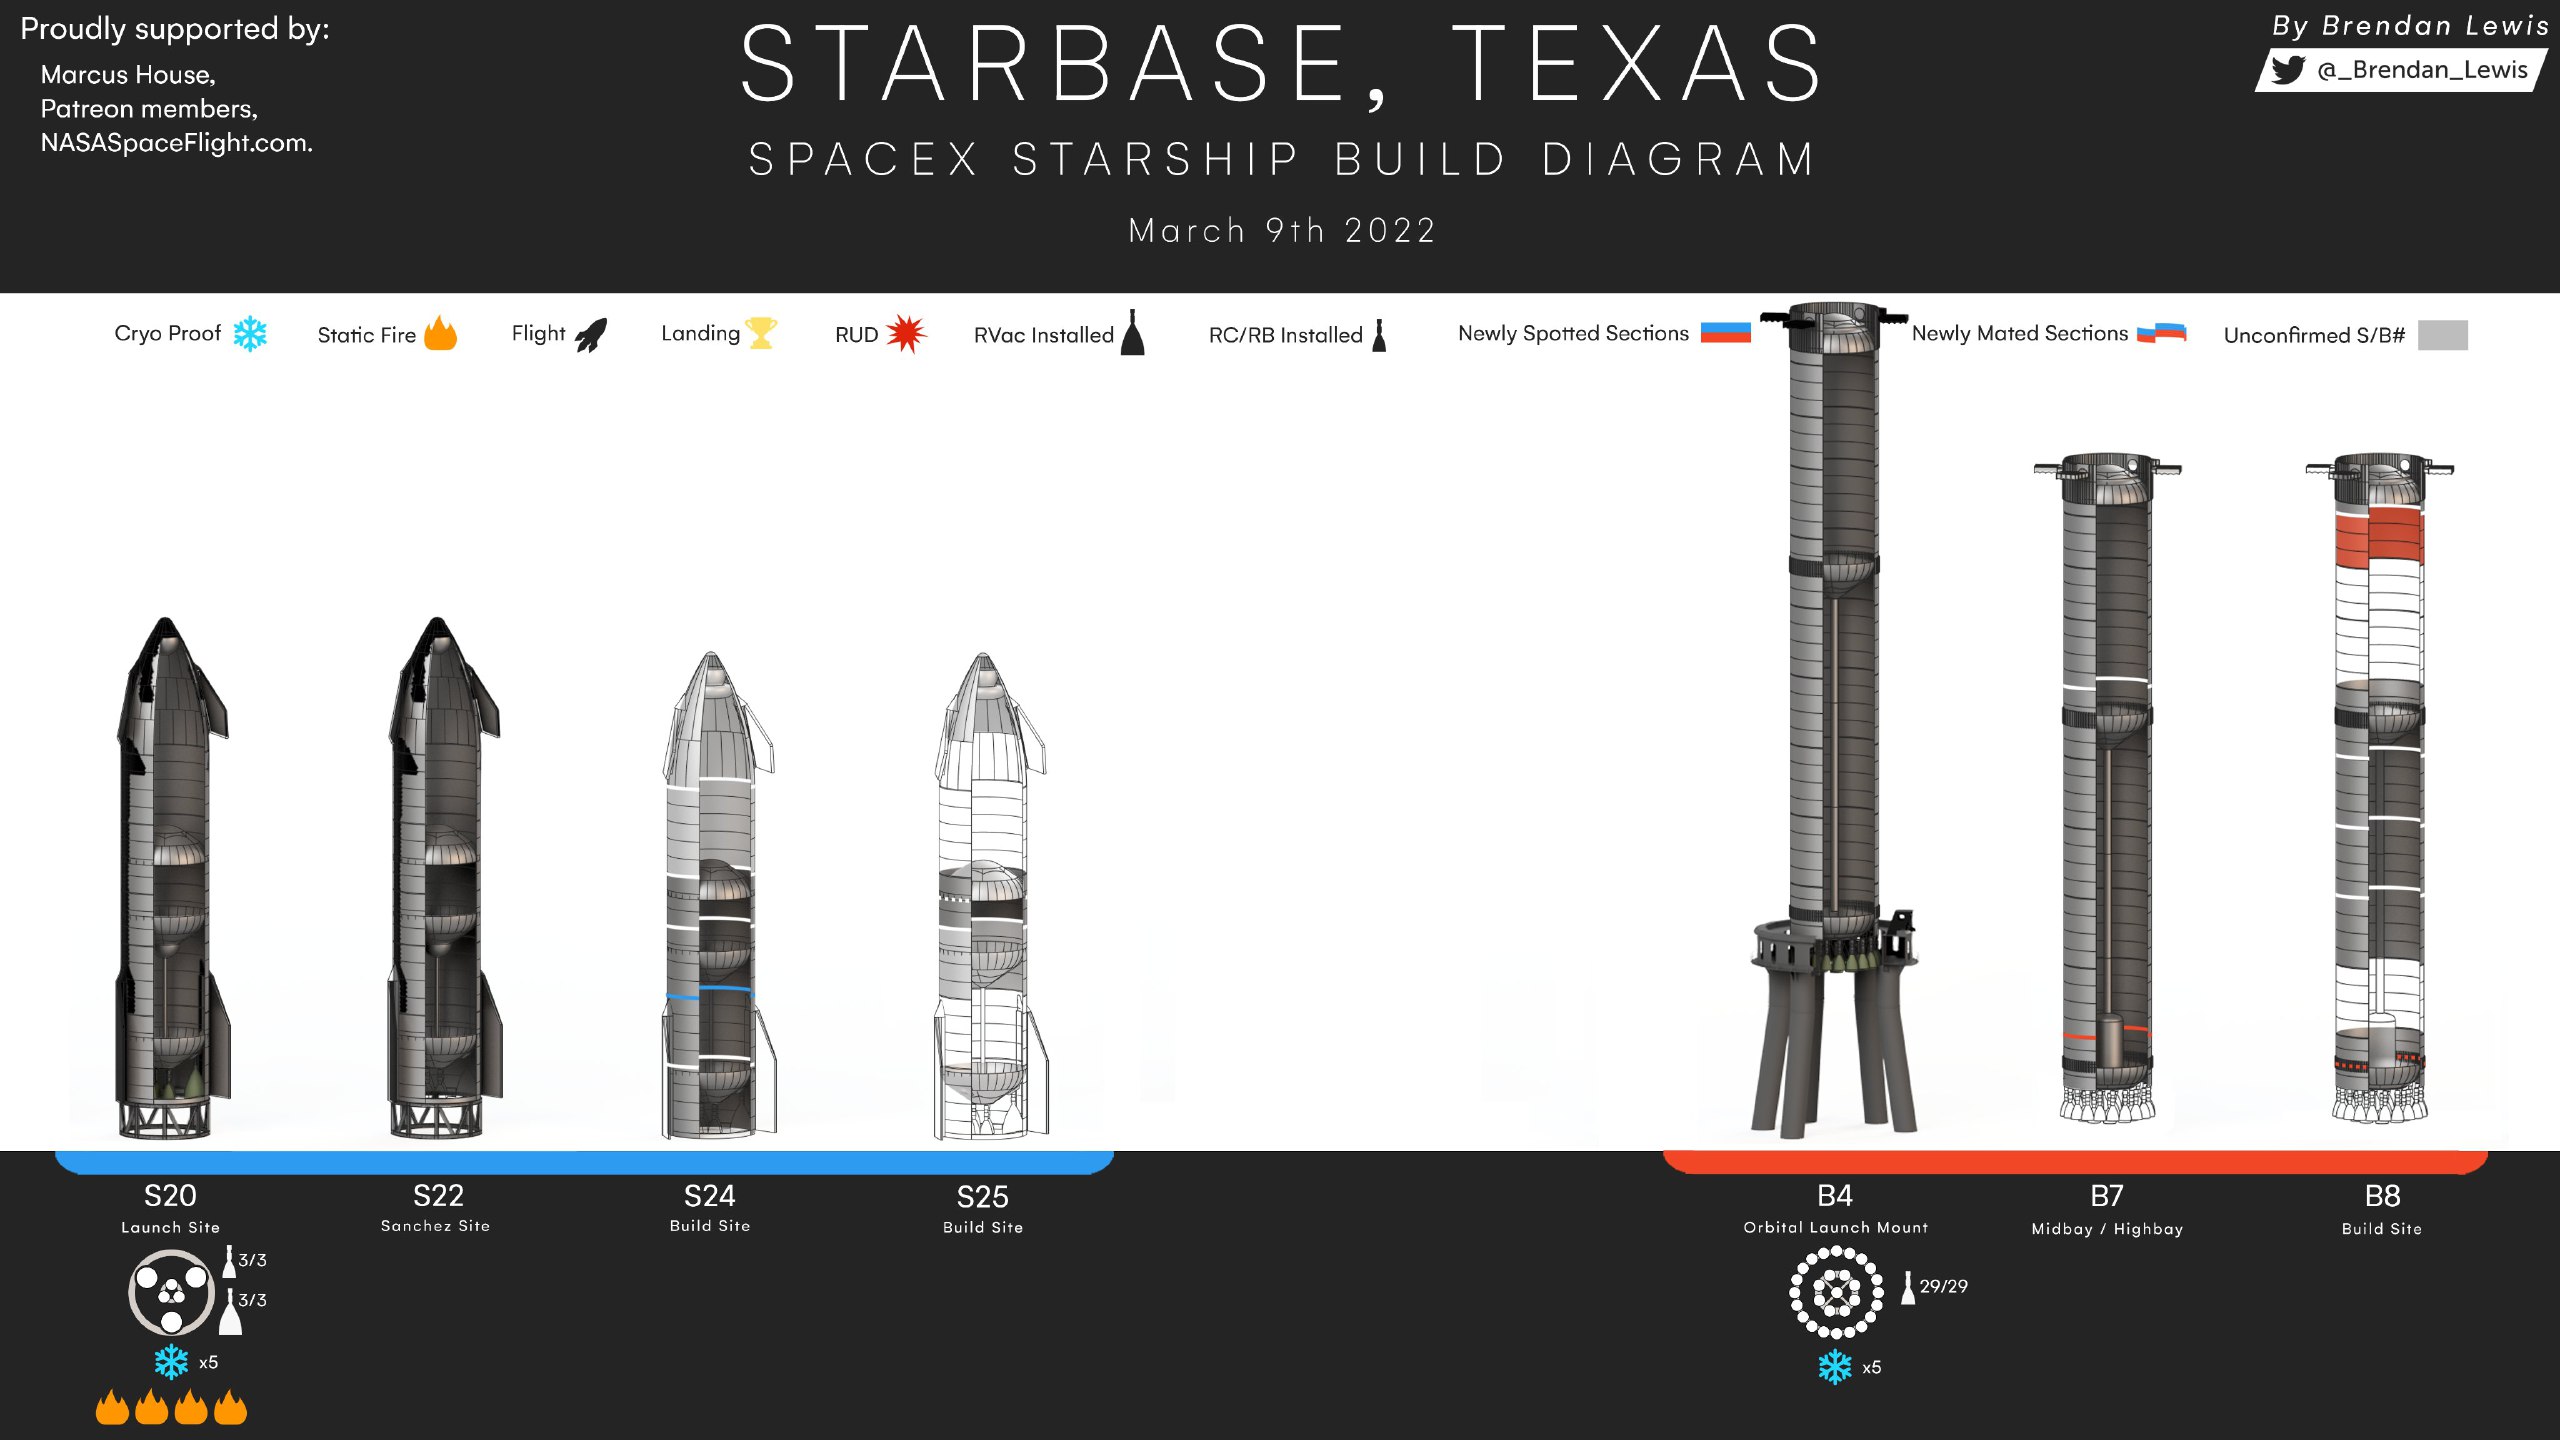 Proudly supported by:
Marcus House,
Patreon members,
NASASpaceFlight.com.
STARBASE, TEXAS
SPACEX STARSHIP BUILD DIAGRAM
March 9th 2022
By Brendan Lewis
@_Brendan_Lewis
Cryo Proof
Static Fire
Flight
Landing
RUD
RVac Installed
RC/RB Installed
Newly Spotted Sections
Newly Mated Sections
Unconfirmed S/B#
S20
Launch Site
3/3
3/3
x5
S22
Sanchez Site
S24
Build Site
S25
Build Site
B4
Orbital Launch Mount
29/29
x5
B7
Midbay / Highbay
B8
Build Site